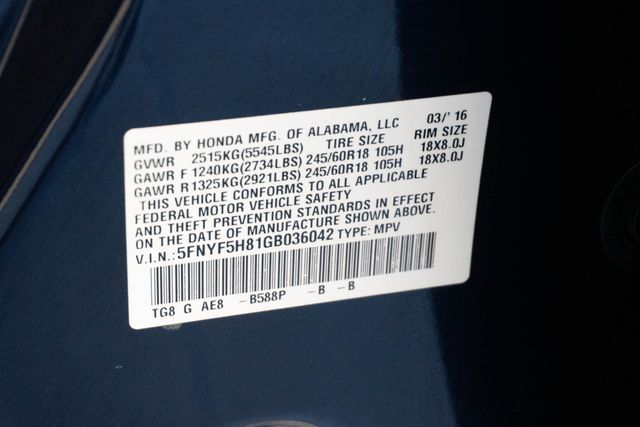 MFD. BY HONDA MFG. OF ALABAMA, LLC 03/'16
GVWR 2515KG(5545LBS) TIRE SIZE RIM SIZE
GAWR F 1240KG(2734LBS) 245/60R18 105H 18X8.0J
GAWR R1325KG(2921LBS) 245/60R18 105H 18X8.0J
THIS VEHICLE CONFORMS TO ALL APPLICABLE
FEDERAL MOTOR VEHICLE SAFETY
AND THEFT PREVENTION STANDARDS IN EFFECT
ON THE DATE OF MANUFACTURE SHOWN ABOVE.
V.I.N.:5FNYF5H81GB036042 TYPE: MPV
TG8 G AE8 -B588P -B -B